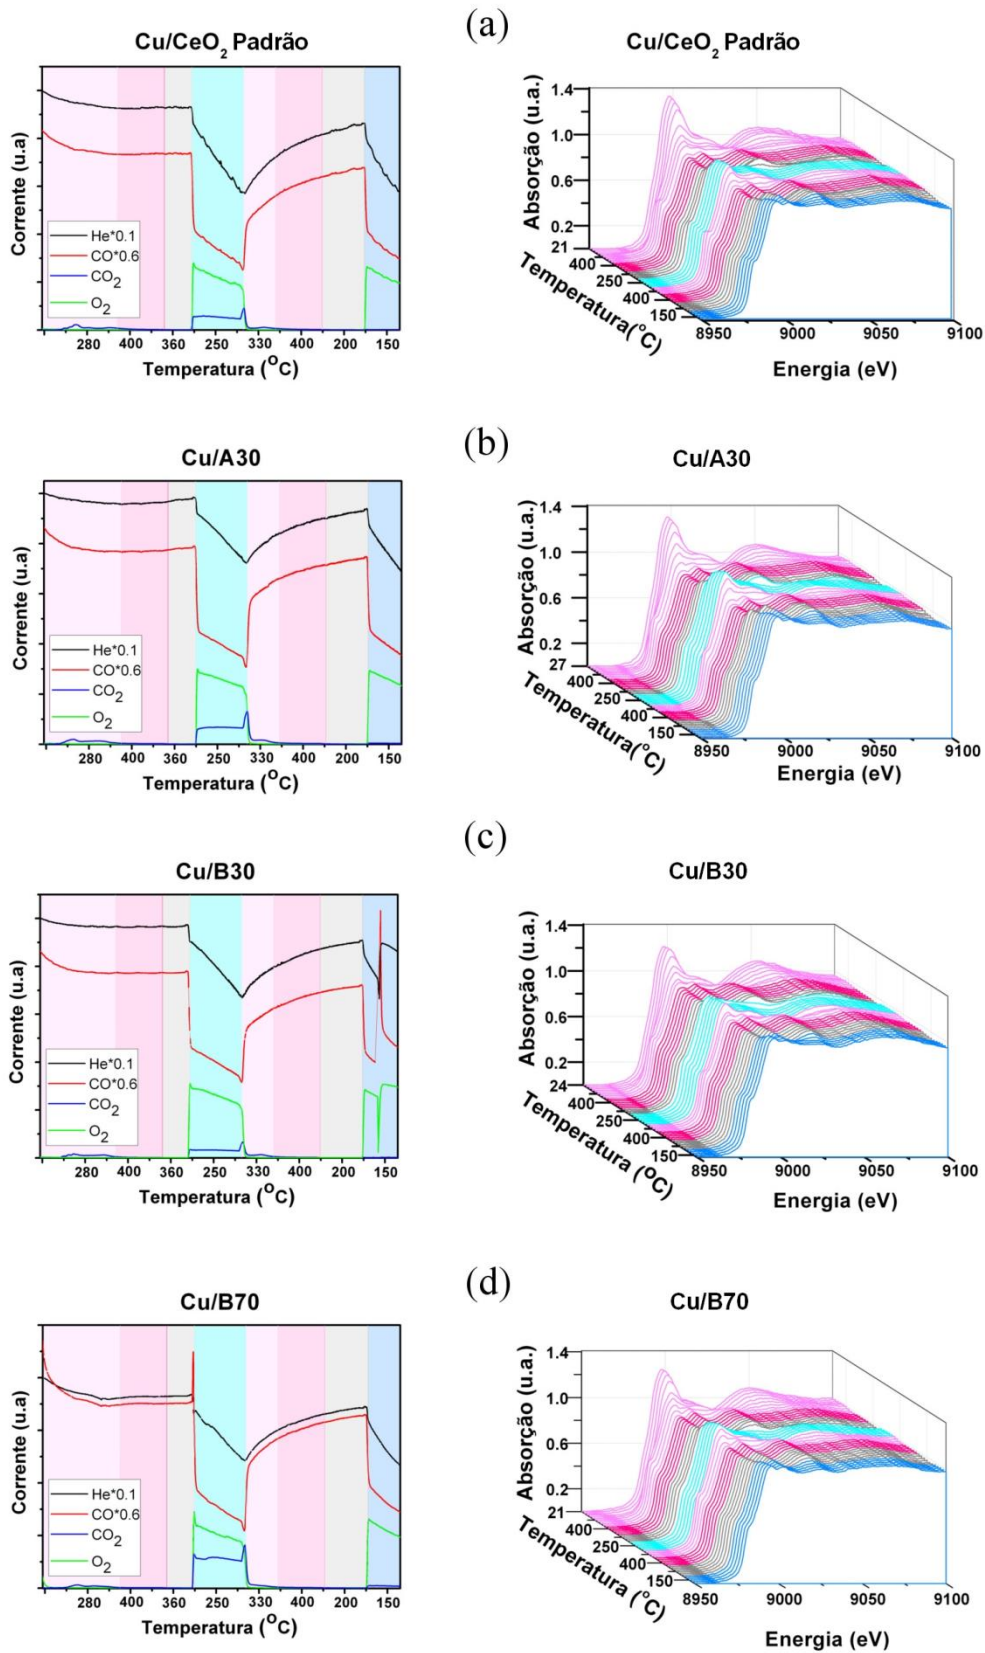 (a)
Cu/CeO2 Padrão
Corrente (u.a)
He*0.1
CO*0.6
CO2
O2
280 400 360 250 330 400 200 150
Temperatura (°C)
Cu/CeO2 Padrão
Absorção (u.a.)
1.4
1.0
0.6
0.2
21
400
250
400
150
Temperatura(°C)
8950 9000 9050 9100
Energia (eV)
(b)
Cu/A30
Corrente (u.a)
He*0.1
CO*0.6
CO2
O2
280 400 360 250 330 400 200 150
Temperatura (°C)
Cu/A30
Absorção (u.a.)
1.4
1.0
0.6
0.2
27
400
250
400
150
Temperatura(°C)
8950 9000 9050 9100
Energia (eV)
(c)
Cu/B30
Corrente (u.a)
He*0.1
CO*0.6
CO2
O2
280 400 360 250 330 400 200 150
Temperatura (°C)
Cu/B30
Absorção (u.a.)
1.4
1.0
0.6
0.2
24
400
250
400
150
Temperatura (°C)
8950 9000 9050 9100
Energia (eV)
(d)
Cu/B70
Corrente (u.a)
He*0.1
CO*0.6
CO2
O2
280 400 360 250 330 400 200 150
Temperatura (°C)
Cu/B70
Absorção (u.a.)
1.4
1.0
0.6
0.2
21
400
250
400
150
Temperatura (°C)
8950 9000 9050 9100
Energia (eV)